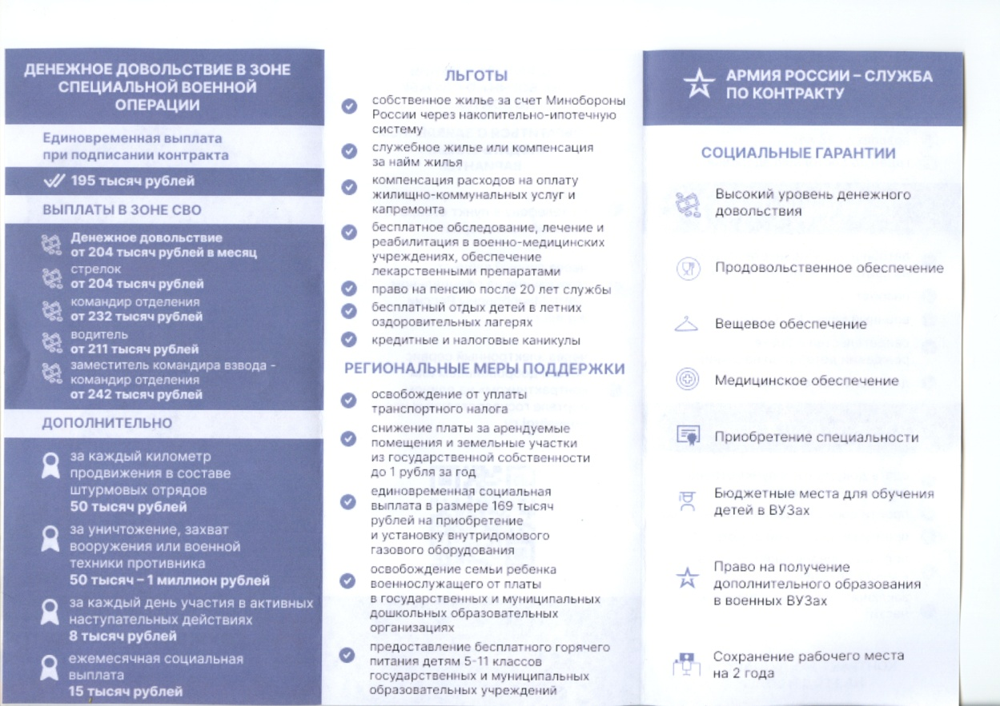 ДЕНЕЖНОЕ ДОВОЛЬСТВИЕ В ЗОНЕ
СПЕЦИАЛЬНОЙ ВОЕННОЙ
ОПЕРАЦИИ
Единовременная выплата
при подписании контракта
195 тысяч рублей
ВЫПЛАТЫ В ЗОНЕ СВО
Денежное довольствие
от 204 тысяч рублей в месяц
стрелок
от 204 тысяч рублей
командир отделения
от 232 тысяч рублей
водитель
от 211 тысяч рублей
заместитель командира взвода -
командир отделения
от 242 тысяч рублей
ДОПОЛНИТЕЛЬНО
за каждый километр
продвижения в составе
штурмовых отрядов
50 тысяч рублей
за уничтожение, захват
вооружения или военной
техники противника
50 тысяч – 1 миллион рублей
за каждый день участия в активных
наступательных действиях
8 тысяч рублей
ежемесячная социальная
выплата
15 тысяч рублей
ЛЬГОТЫ
собственное жилье за счет Минобороны
России через накопительно-ипотечную
систему
служебное жилье или компенсация
за найм жилья
компенсация расходов на оплату
жилищно-коммунальных услуг и
капремонта
бесплатное обследование, лечение и
реабилитация в военно-медицинских
учреждениях, обеспечение
лекарственными препаратами
право на пенсию после 20 лет службы
бесплатный отдых детей в летних
оздоровительных лагерях
кредитные и налоговые каникулы
РЕГИОНАЛЬНЫЕ МЕРЫ ПОДДЕРЖКИ
освобождение от уплаты
транспортного налога
снижение платы за арендуемые
помещения и земельные участки
из государственной собственности
до 1 рубля за год
единовременная социальная
выплата в размере 169 тысяч
рублей на приобретение
и установку внутридомового
газового оборудования
освобождение семьи ребенка
военнослужащего от платы
в государственных и муниципальных
дошкольных образовательных
организациях
предоставление бесплатного горячего
питания детям 5-11 классов
государственных и муниципальных
образовательных учреждений
АРМИЯ РОССИИ – СЛУЖБА
ПО КОНТРАКТУ
СОЦИАЛЬНЫЕ ГАРАНТИИ
Высокий уровень денежного
довольствия
Продовольственное обеспечение
Вещевое обеспечение
Медицинское обеспечение
Приобретение специальности
Бюджетные места для обучения
детей в ВУЗах
Право на получение
дополнительного образования
в военных ВУЗах
Сохранение рабочего места
на 2 года